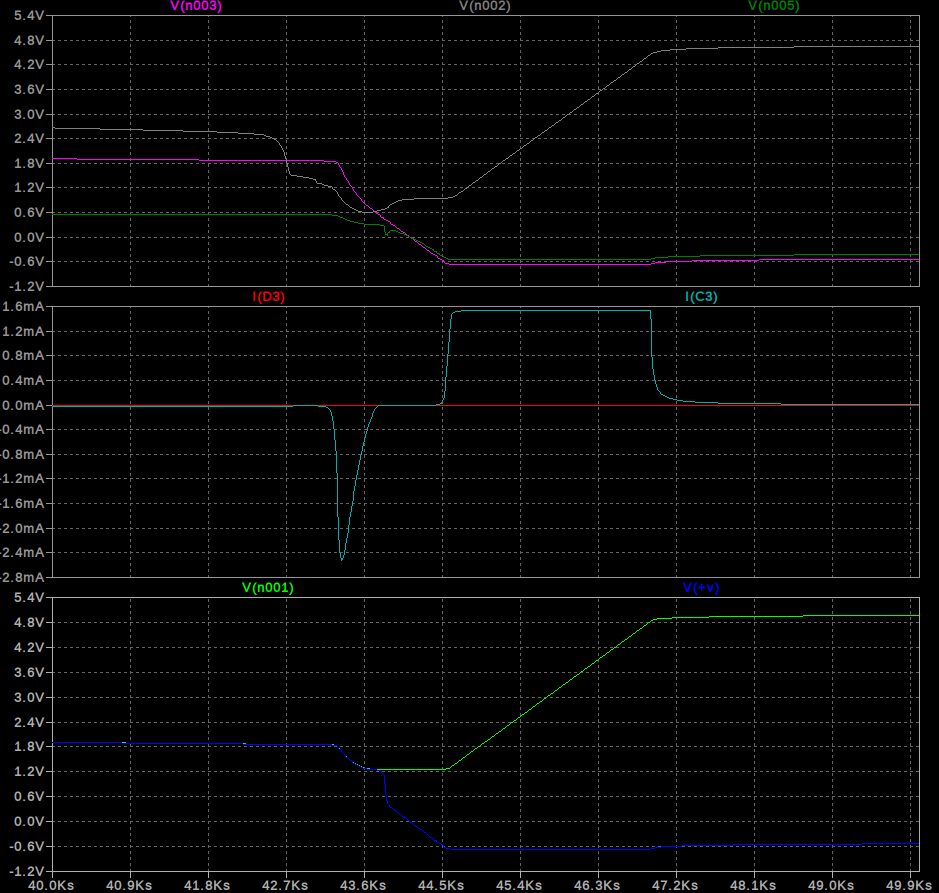 V(n003) V(n002) V(n005)
5.4V
4.8V
4.2V
3.6V
3.0V
2.4V
1.8V
1.2V
0.6V
0.0V
-0.6V
-1.2V
I(D3) I(C3)
1.6mA
1.2mA
0.8mA
0.4mA
0.0mA
-0.4mA
-0.8mA
-1.2mA
-1.6mA
-2.0mA
-2.4mA
-2.8mA
V(n001) V(+v)
5.4V
4.8V
4.2V
3.6V
3.0V
2.4V
1.8V
1.2V
0.6V
0.0V
-0.6V
-1.2V
40.0Ks 40.9Ks 41.8Ks 42.7Ks 43.6Ks 44.5Ks 45.4Ks 46.3Ks 47.2Ks 48.1Ks 49.0Ks 49.9Ks